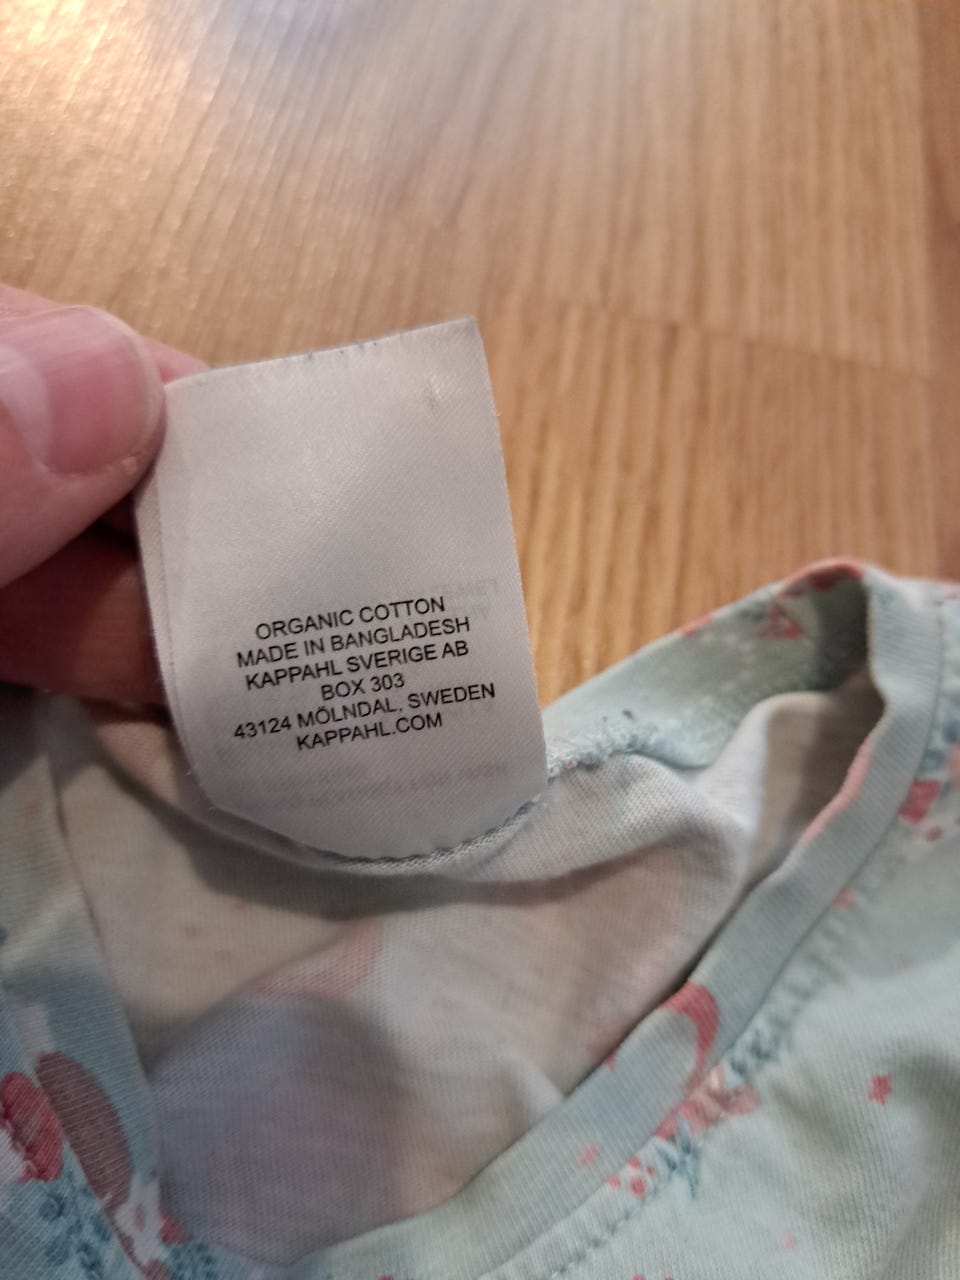 ORGANIC COTTON
MADE IN BANGLADESH
KAPPAHL SVERIGE AB
BOX 303
43124 MÖLNDAL, SWEDEN
KAPPAHL.COM